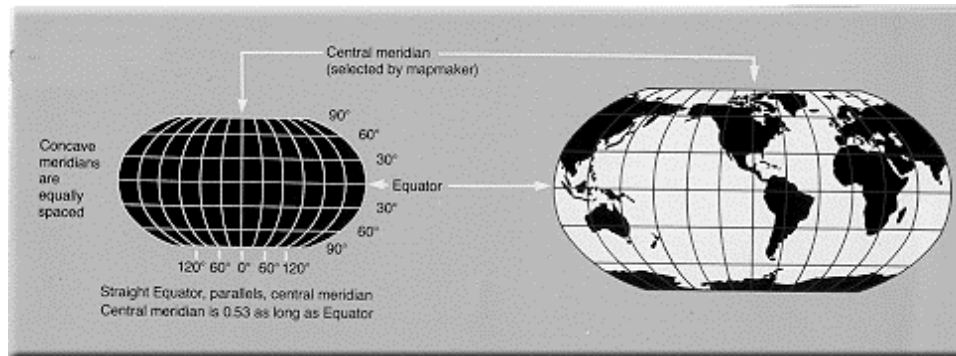 Central meridian
(selected by mapmaker)
90°
60°
30°
Concave
meridians
are
equally
spaced
Equator
30°
60°
90°
120° 60° 0° 60° 120°
Straight Equator, parallels, central meridian
Central meridian is 0.53 as long as Equator